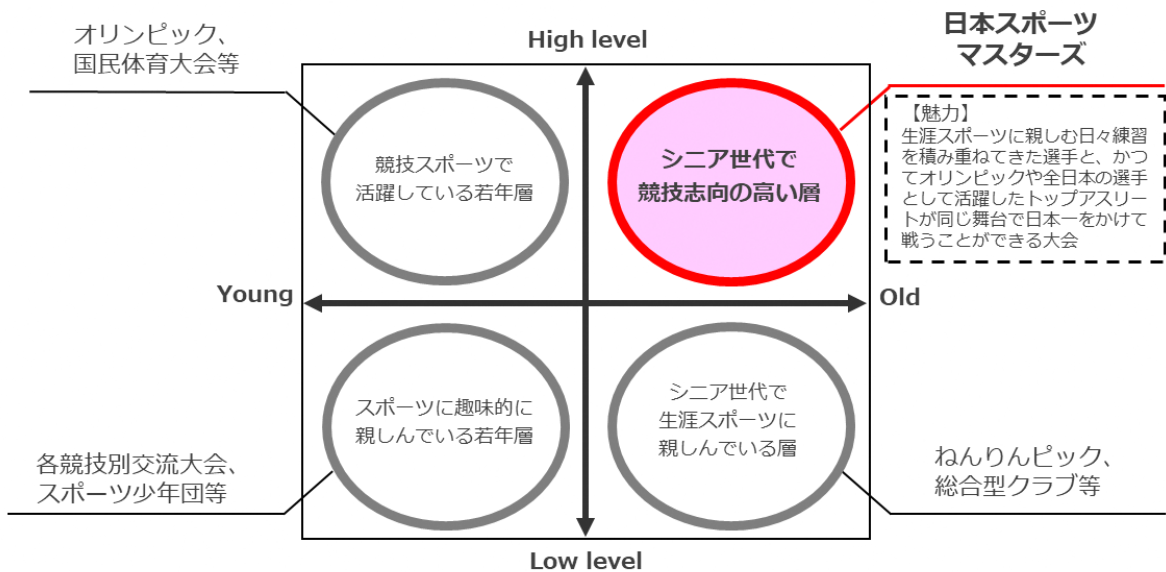 オリンピック、
国民体育大会等
High level
日本スポーツ
マスターズ
競技スポーツで
活躍している若年層
シニア世代で
競技志向の高い層
【魅力】
生涯スポーツに親しむ日々練習
を積み重ねてきた選手と、かつ
てオリンピックや全日本の選手
として活躍したトップアスリー
トが同じ舞台で日本一をかけて
戦うことができる大会
Young
Old
スポーツに趣味的に
親しんでいる若年層
シニア世代で
生涯スポーツに
親しんでいる層
各競技別交流大会、
スポーツ少年団等
ねんりんピック、
総合型クラブ等
Low level